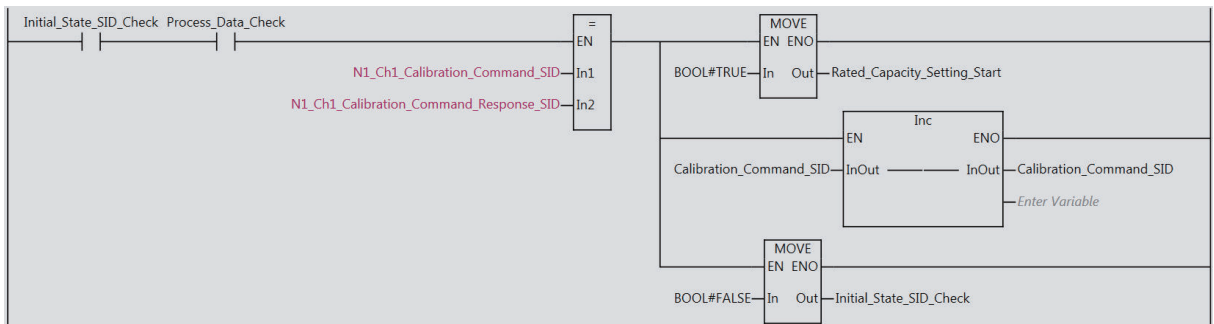 Initial_State_SID_Check Process_Data_Check
=
EN
N1_Ch1_Calibration_Command_SID In1
N1_Ch1_Calibration_Command_Response_SID In2
MOVE
EN ENO
BOOL#TRUE In Out Rated_Capacity_Setting_Start
Inc
EN ENO
Calibration_Command_SID InOut InOut Calibration_Command_SID
Enter Variable
MOVE
EN ENO
BOOL#FALSE In Out Initial_State_SID_Check